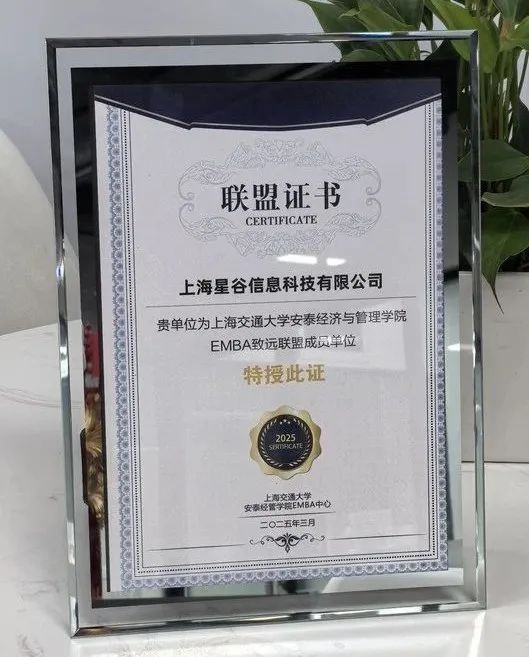 联盟证书
CERTIFICATE
上海星谷信息科技有限公司
贵单位为上海交通大学安泰经济与管理学院
EMBA致远联盟成员单位
特授此证
2025
CERTIFICATE
上海交通大学
安泰经管学院EMBA中心
二〇二五年三月